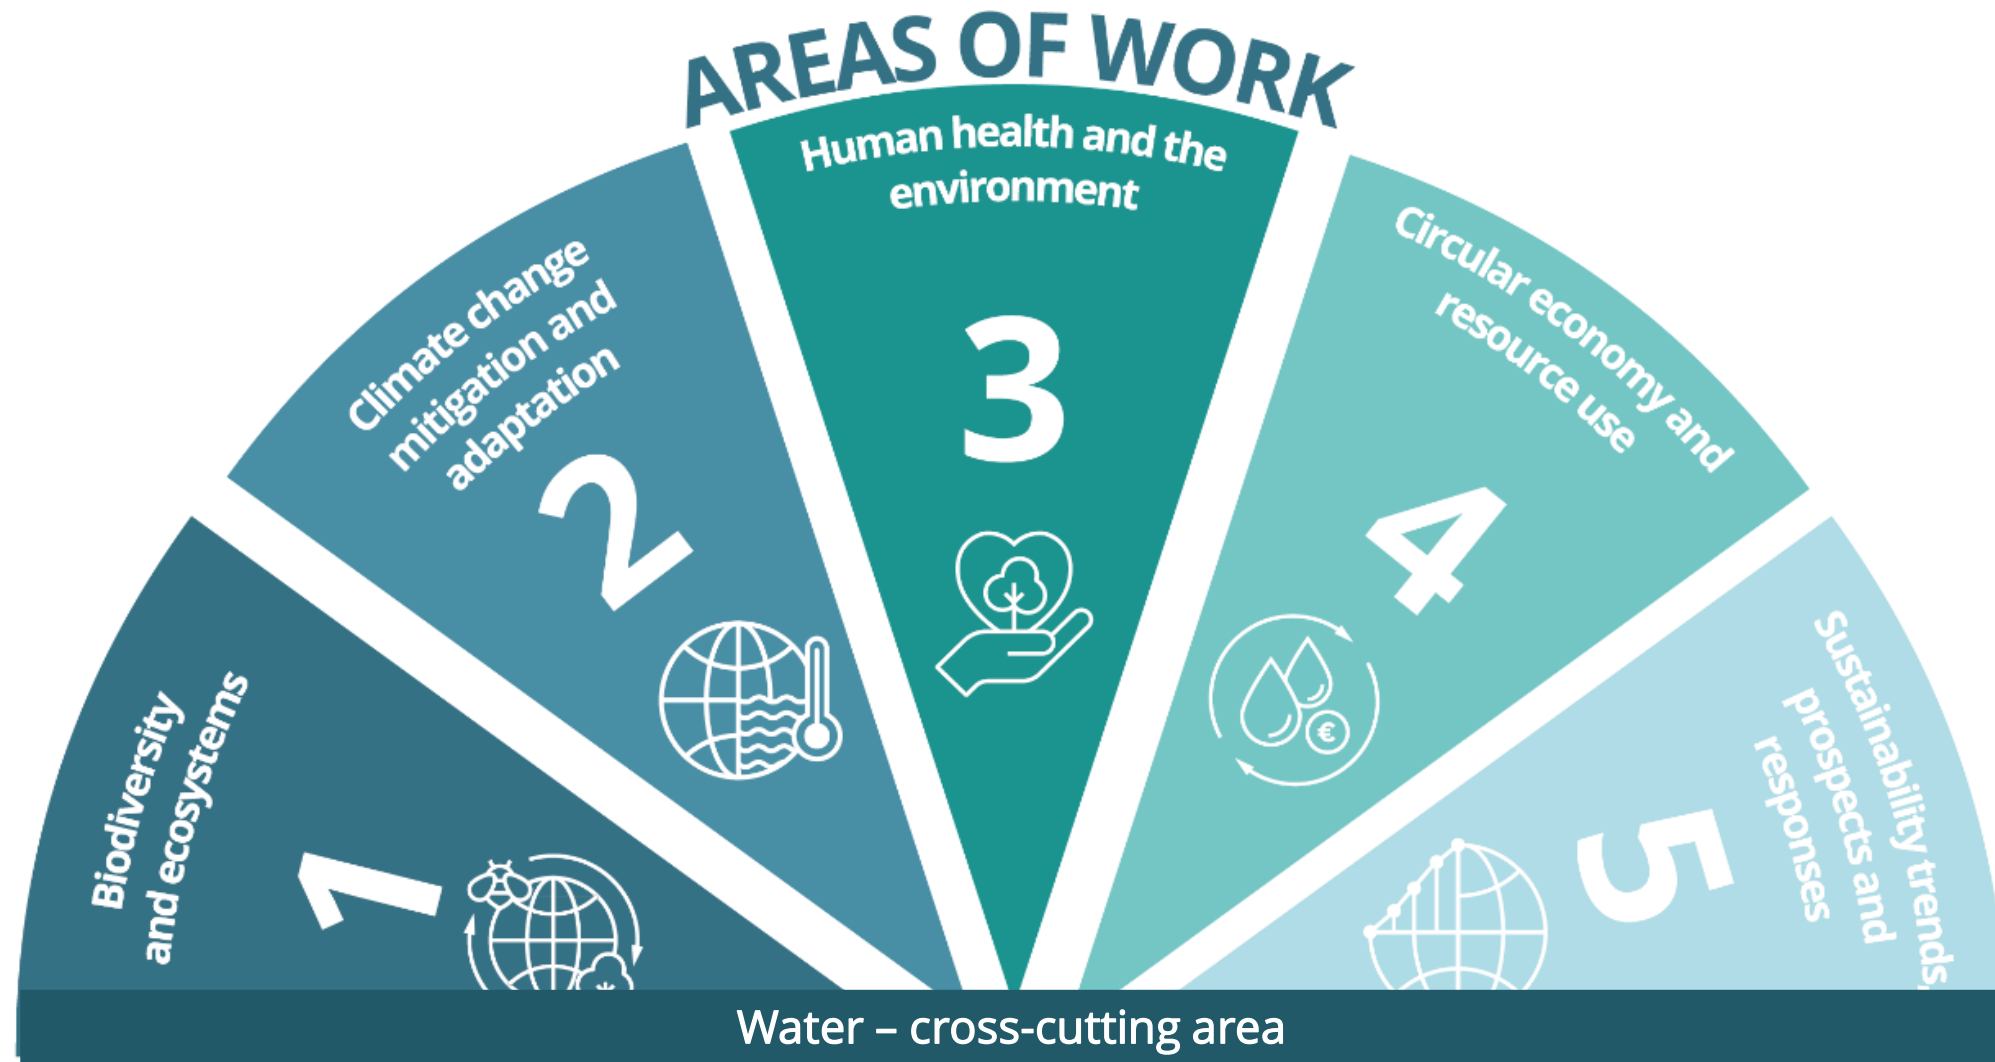 AREAS OF WORK
Biodiversity
and ecosystems
1
Climate change
mitigation and
adaptation
2
Human health and the
environment
3
Circular economy and
resource use
4
€
Sustainability trends,
prospects and
responses
5
Water – cross-cutting area